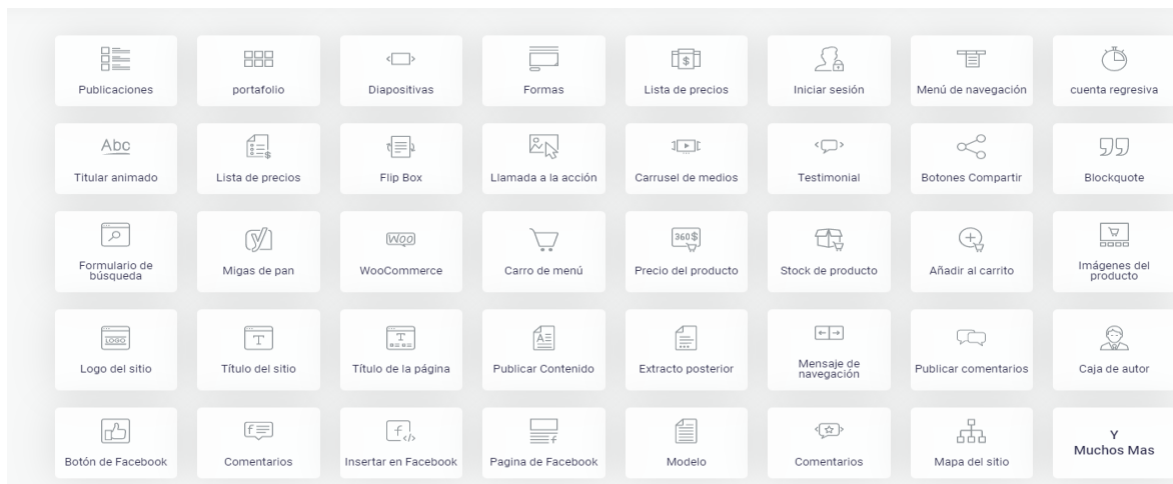 Publicaciones
portafolio
Diapositivas
Formas
$
Lista de precios
Iniciar sesión
Menú de navegación
cuenta regresiva
Abc
Titular animado
$
Lista de precios
Flip Box
Llamada a la acción
Carrusel de medios
Testimonial
Botones Compartir
Blockquote
Formulario de
búsqueda
y
Migas de pan
Woo
WooCommerce
Carro de menú
360$
Precio del producto
Stock de producto
Añadir al carrito
Imágenes del
producto
LOGO
Logo del sitio
T
Título del sitio
T
Título de la página
A
Publicar Contenido
Extracto posterior
Mensaje de
navegación
Publicar comentarios
Caja de autor
Botón de Facebook
f
Comentarios
f </>
Insertar en Facebook
f
Pagina de Facebook
Modelo
Comentarios
Mapa del sitio
Y
Muchos Mas